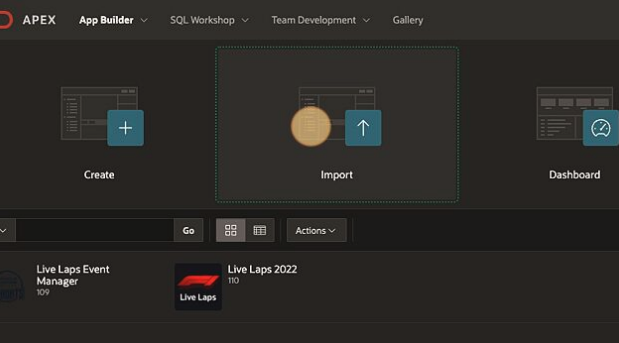 APEX App Builder SQL Workshop Team Development Gallery
Create Import Dashboard
Go Actions
Live Laps Event
Manager
109
Live Laps 2022
110
Live Laps